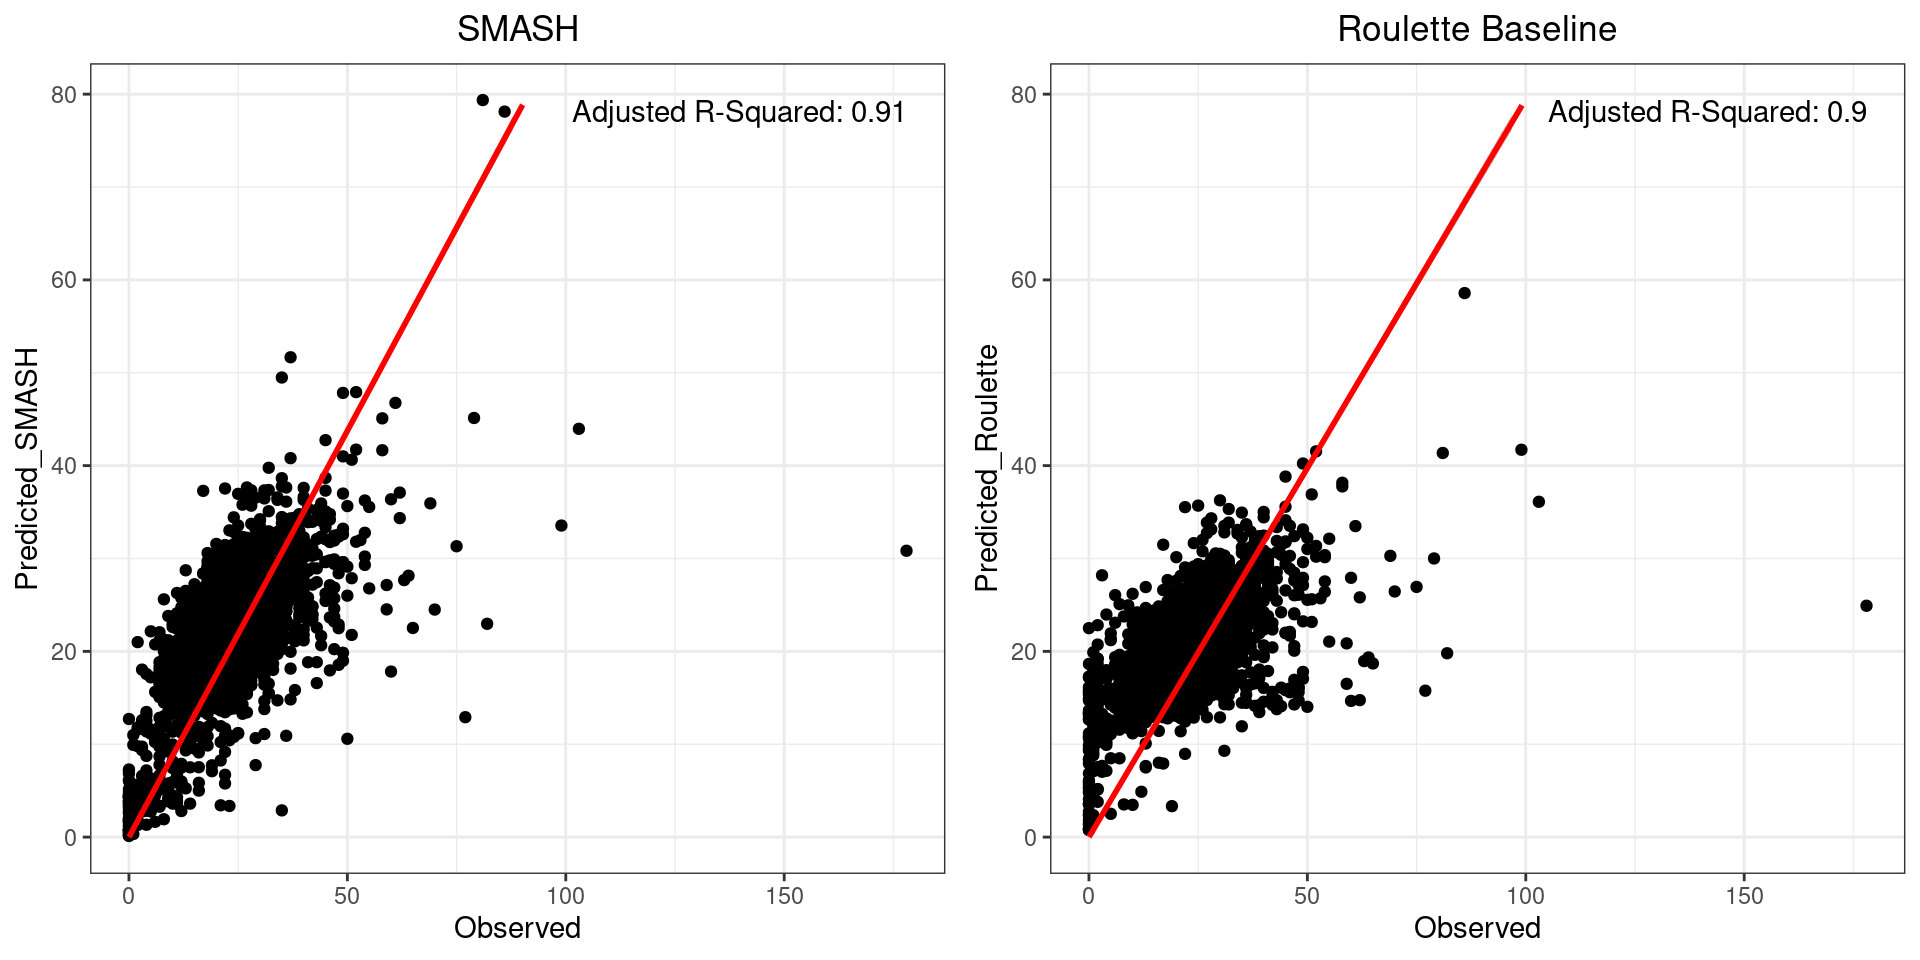 SMASH
Adjusted R-Squared: 0.91
80
60
40
20
0
Predicted_SMASH
0 50 100 150
Observed
Roulette Baseline
Adjusted R-Squared: 0.9
80
60
40
20
0
Predicted_Roulette
0 50 100 150
Observed